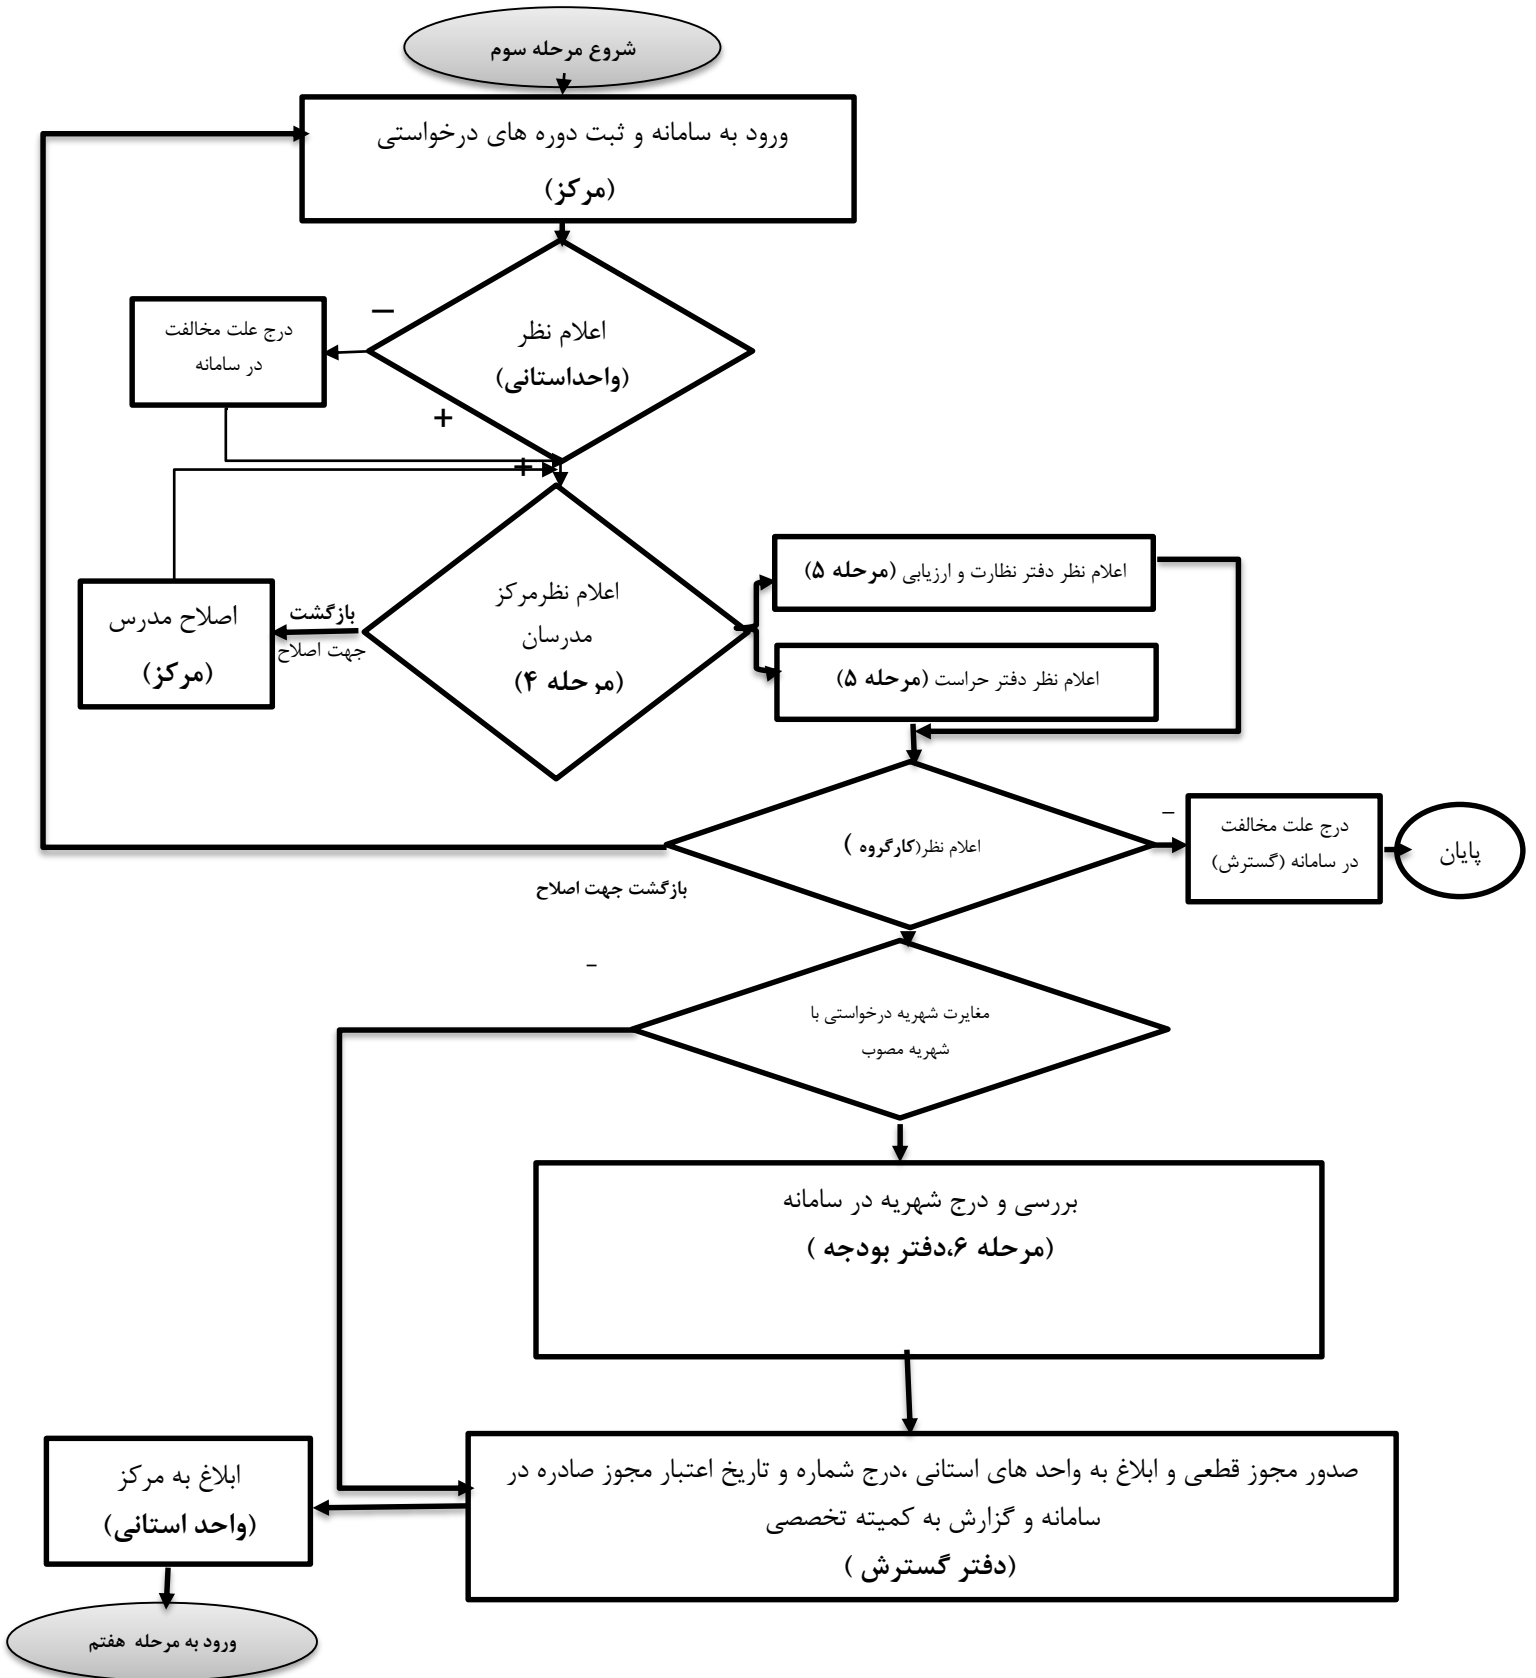 شروع مرحله سوم
ورود به سامانه و ثبت دوره های درخواستی
(مرکز)
–
درج علت مخالفت
در سامانه
اعلام نظر
(واحداستانی)
+
+
اعلام نظرمرکز
مدرسان
(مرحله ۴)
بازگشت
جهت اصلاح
اصلاح مدرس
(مرکز)
اعلام نظر دفتر نظارت و ارزیابی (مرحله ۵)
اعلام نظر دفتر حراست (مرحله ۵)
اعلام نظر(کارگروه )
–
درج علت مخالفت
در سامانه (گسترش)
پایان
بازگشت جهت اصلاح
–
مغایرت شهریه درخواستی با
شهریه مصوب
بررسی و درج شهریه در سامانه
(مرحله ۶،دفتر بودجه )
صدور مجوز قطعی و ابلاغ به واحد های استانی ،درج شماره و تاریخ اعتبار مجوز صادره در
سامانه و گزارش به کمیته تخصصی
(دفتر گسترش )
ابلاغ به مرکز
(واحد استانی)
ورود به مرحله هفتم